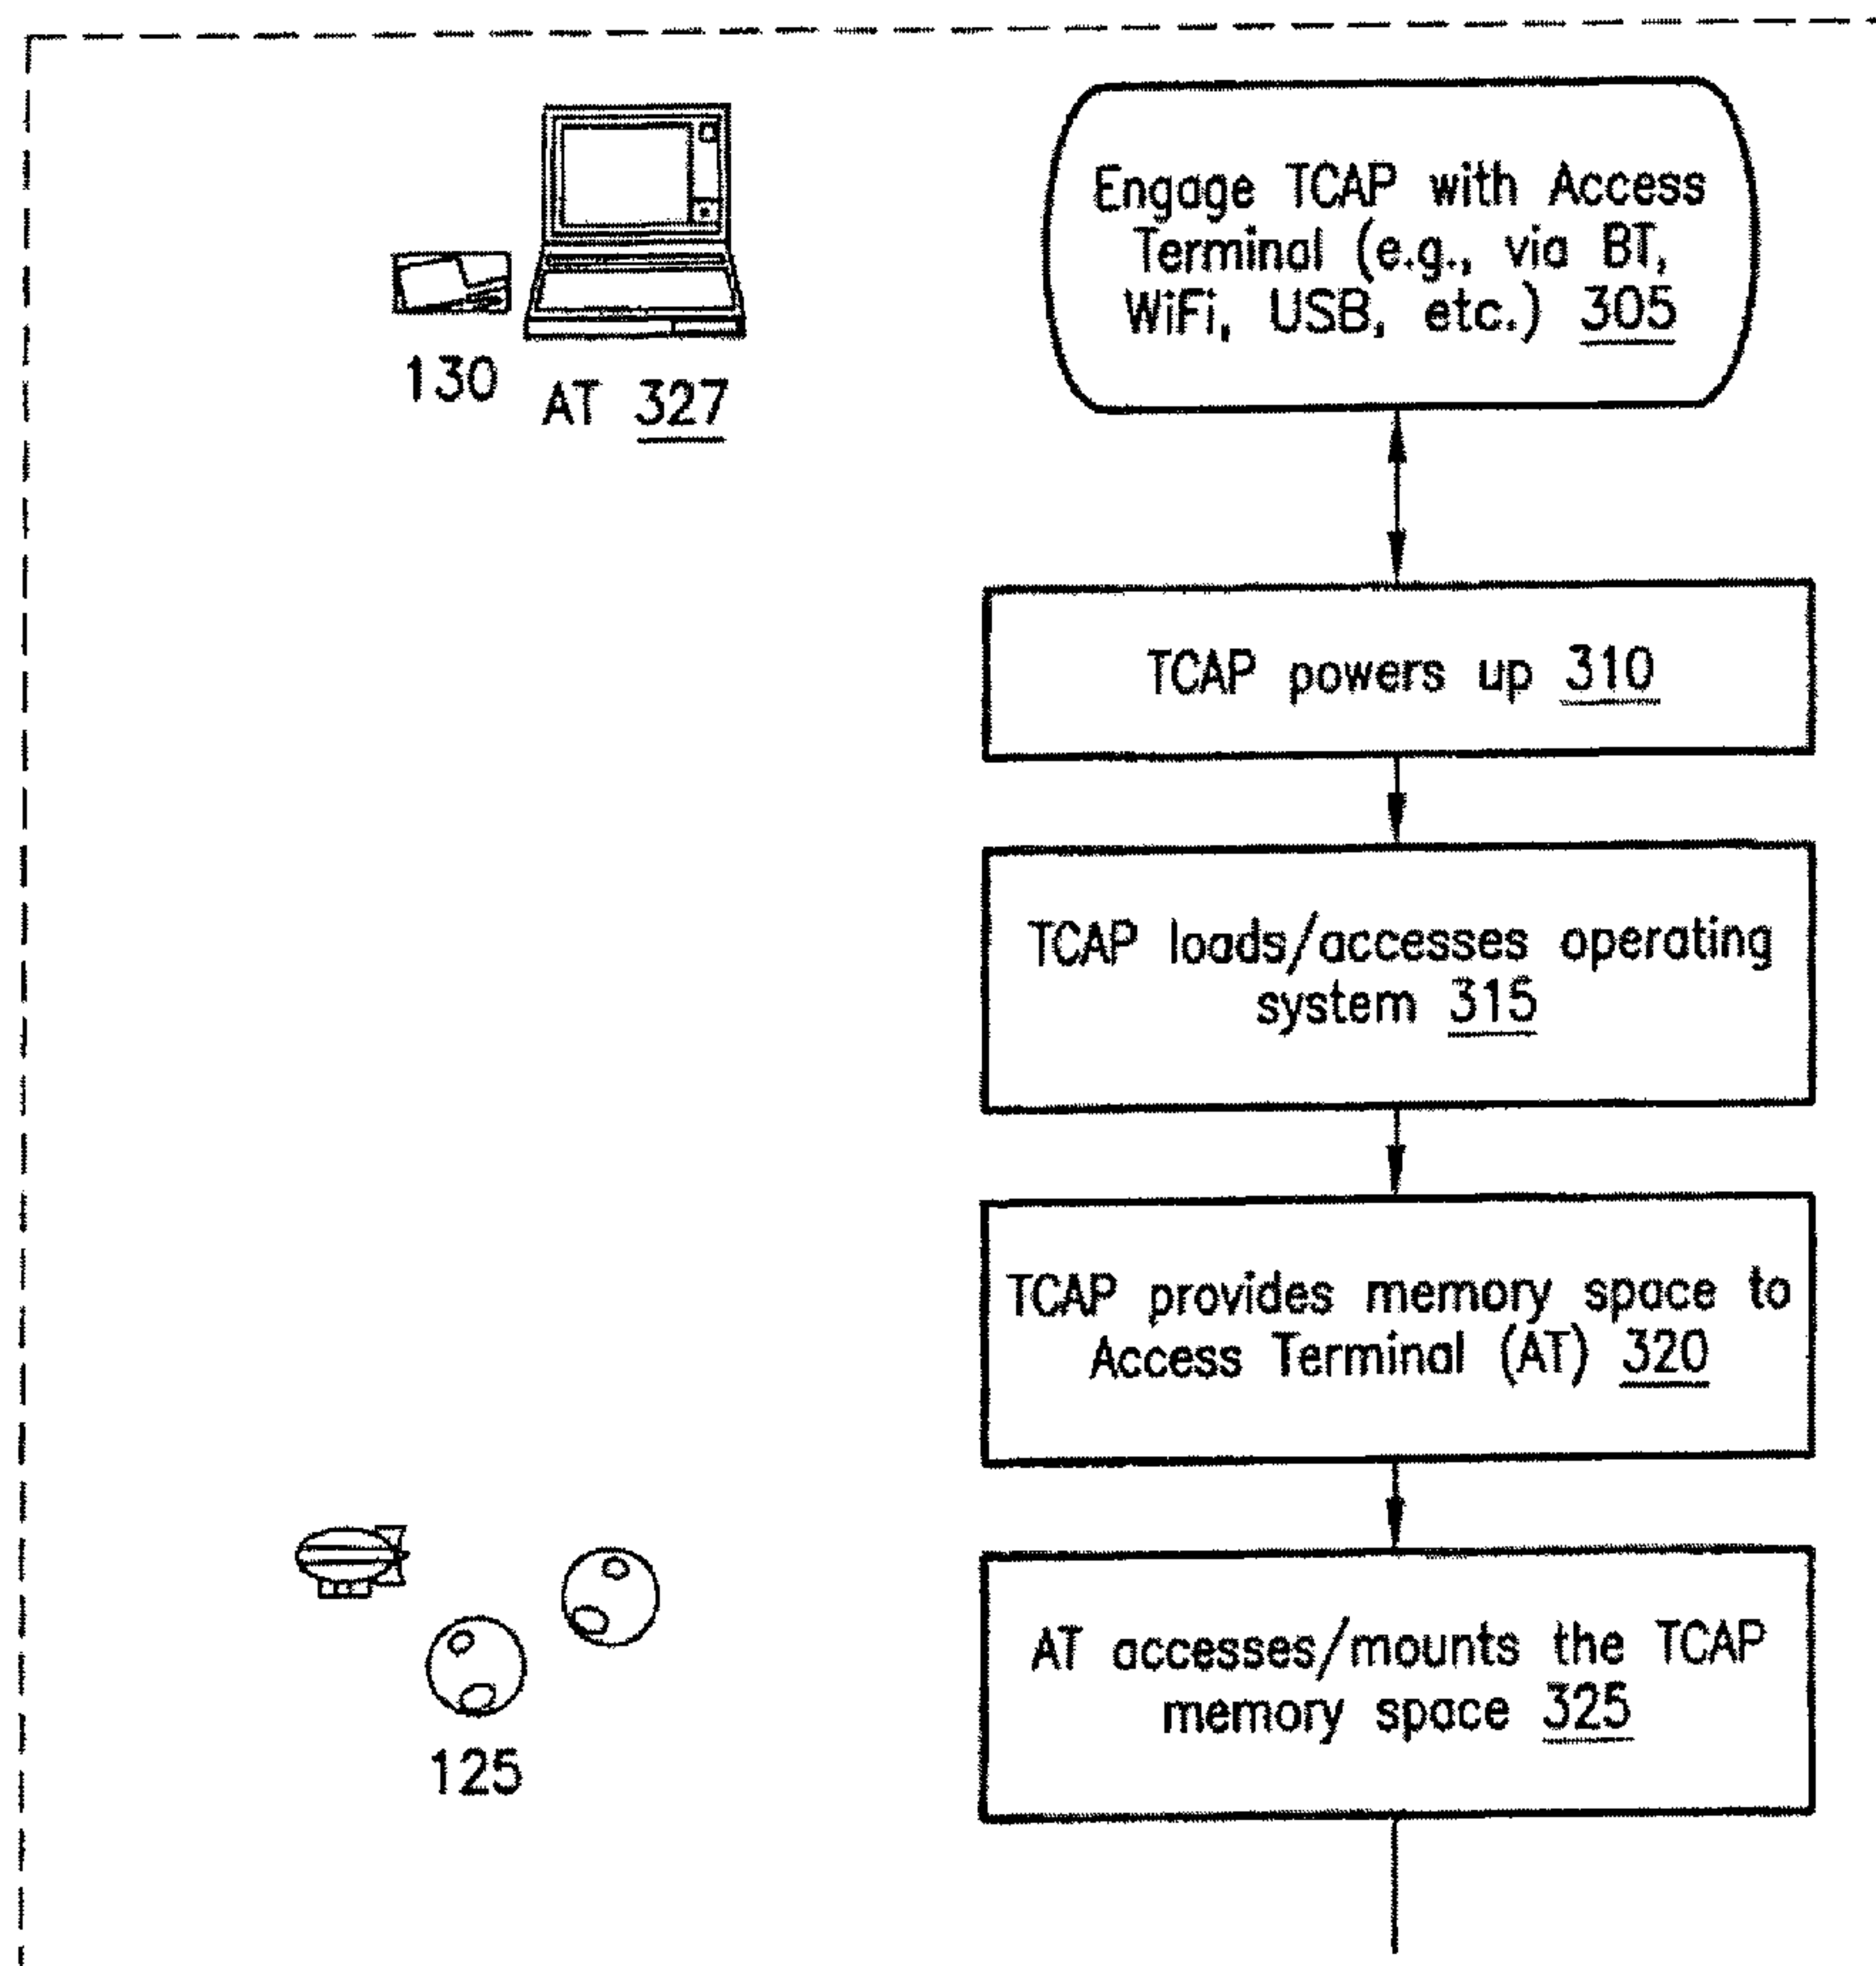 Engage TCAP with Access
Terminal (e.g., via BT,
WiFi, USB, etc.) 305
130
AT 327
TCAP powers up 310
TCAP loads/accesses operating
system 315
TCAP provides memory space to
Access Terminal (AT) 320
AT accesses/mounts the TCAP
memory space 325
125